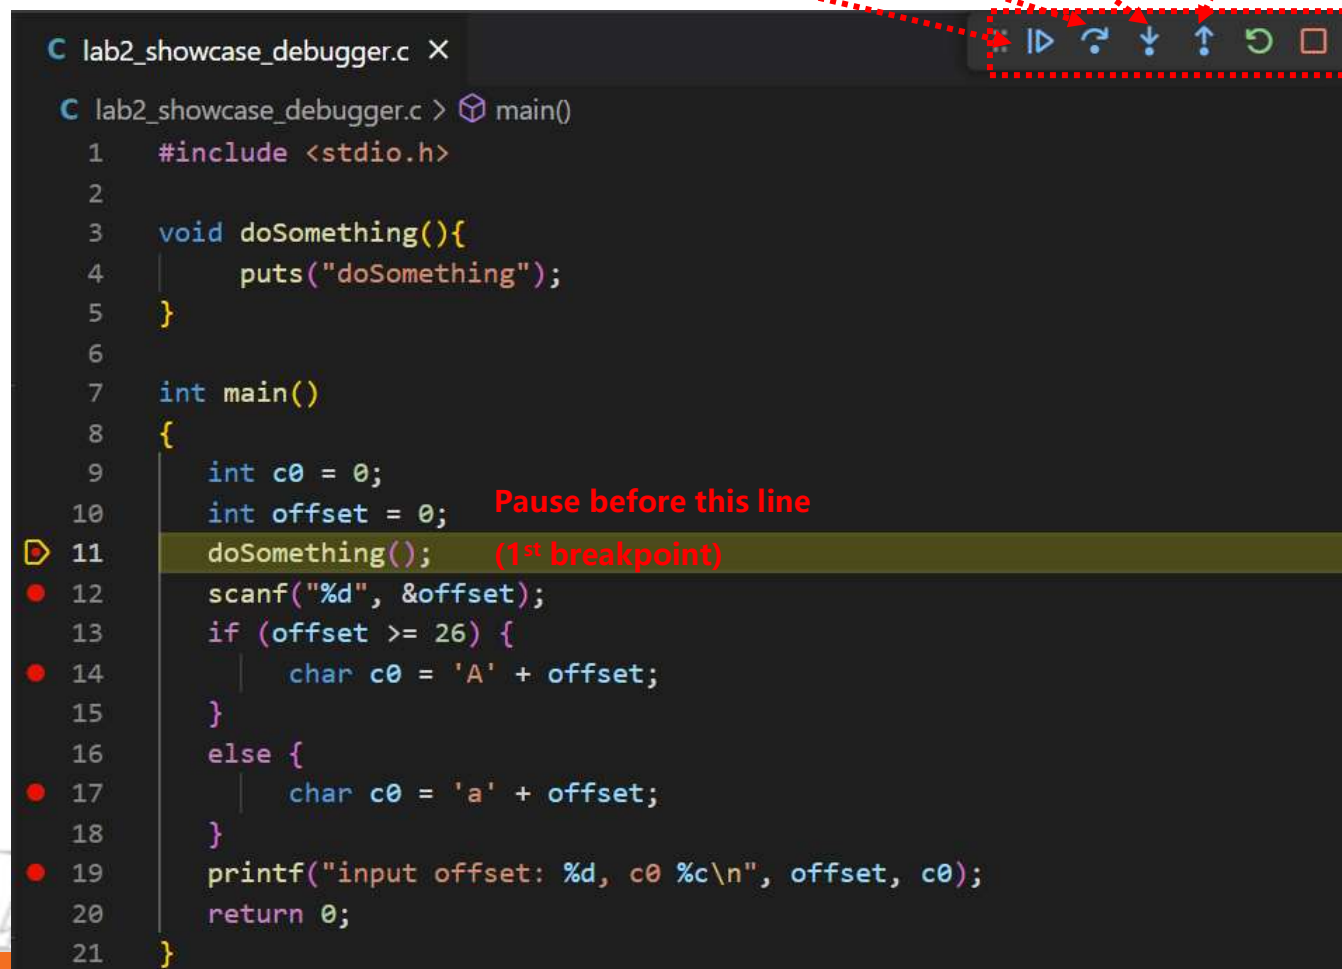 C lab2_showcase_debugger.c ×
C lab2_showcase_debugger.c > main()
1 #include <stdio.h>
2
3 void doSomething(){
4 puts("doSomething");
5 }
6
7 int main()
8 {
9 int c0 = 0;
10 int offset = 0;
Pause before this line
11 doSomething();
(1st breakpoint)
12 scanf("%d", &offset);
13 if (offset >= 26) {
14 char c0 = 'A' + offset;
15 }
16 else {
17 char c0 = 'a' + offset;
18 }
19 printf("input offset: %d, c0 %c\n", offset, c0);
20 return 0;
21 }